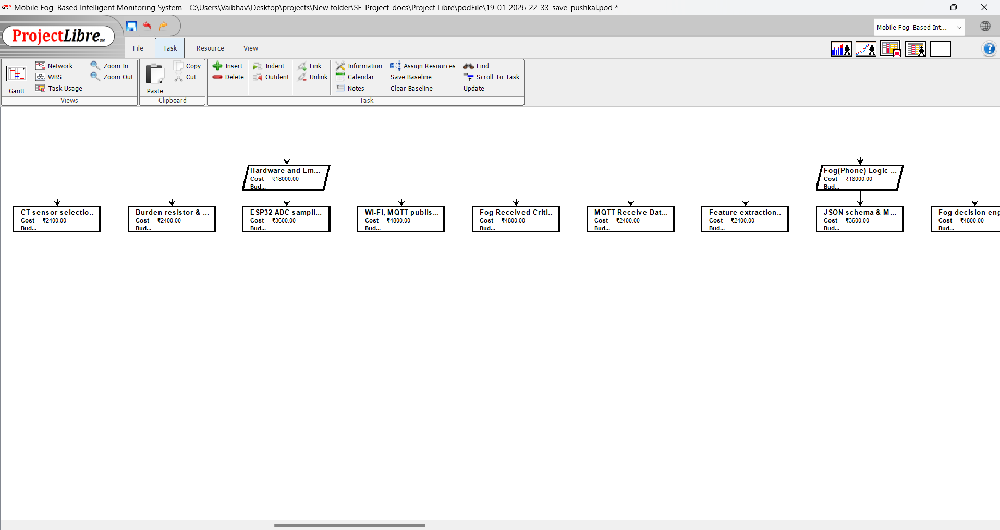 Mobile Fog–Based Intelligent Monitoring System - C:\Users\Vaibhav\Desktop\projects\New folder\SE_Project_docs\Project Libre\podFile\19-01-2026_22-33_save_pushkal.pod *
ProjectLibre
Mobile Fog–Based Int...
File Task Resource View
Gantt
Network
WBS
Task Usage
Zoom In
Zoom Out
Views
Paste
Copy
Cut
Clipboard
Insert
Delete
Indent
Outdent
Link
Unlink
Information
Calendar
Notes
Assign Resources
Save Baseline
Clear Baseline
Find
Scroll To Task
Update
Task
Hardware and Em...
Cost ₹18000.00
Bud...
Fog(Phone) Logic ...
Cost ₹18000.00
Bud...
CT sensor selectio..
Cost ₹2400.00
Bud...
Burden resistor & ...
Cost ₹2400.00
Bud...
ESP32 ADC sampli...
Cost ₹3600.00
Bud...
Wi-Fi, MQTT publis...
Cost ₹4800.00
Bud...
Fog Received Criti..
Cost ₹4800.00
Bud...
MQTT Receive Dat...
Cost ₹2400.00
Bud...
Feature extraction...
Cost ₹2400.00
Bud...
JSON schema & M...
Cost ₹3600.00
Bud...
Fog decision eng
Cost ₹4800.00
Bud...